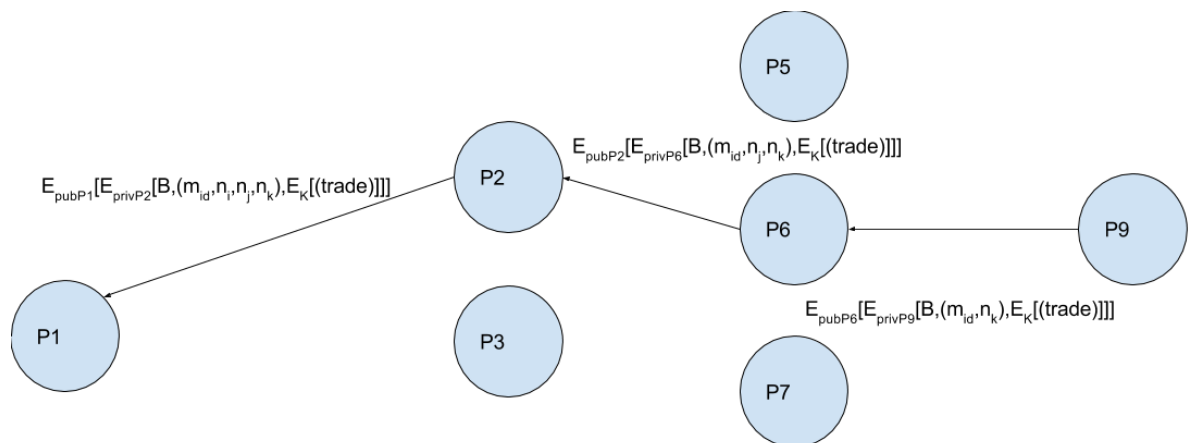 P5
E_pubP2[E_privP6[B,(m_id,n_j,n_k),E_K[(trade)]]]
E_pubP1[E_privP2[B,(m_id,n_i,n_j,n_k),E_K[(trade)]]]
P2
P6
P9
E_pubP6[E_privP9[B,(m_id,n_k),E_K[(trade)]]]
P1
P3
P7